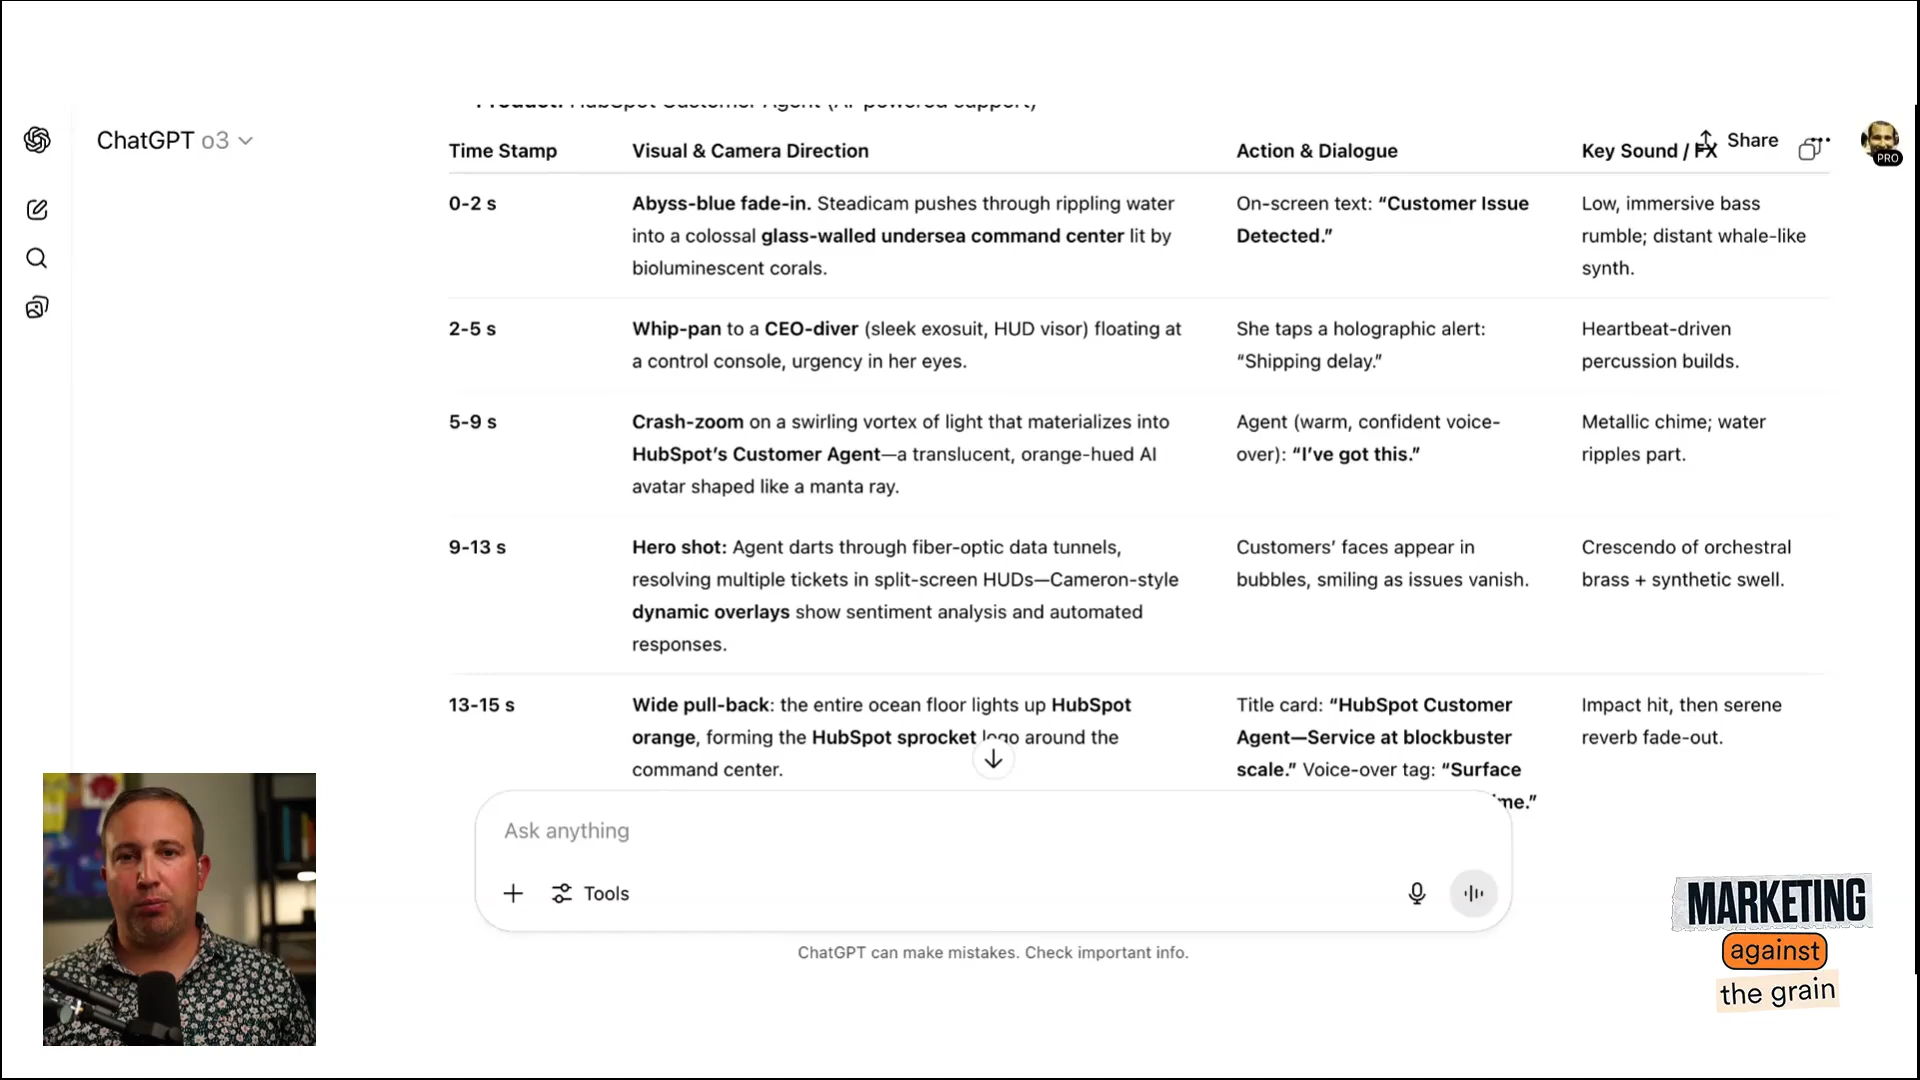 Product: HubSpot Customer Agent (AI-powered support)
ChatGPT o3
Share
PRO
Time Stamp
Visual & Camera Direction
Action & Dialogue
Key Sound / FX
0-2 s
Abyss-blue fade-in. Steadicam pushes through rippling water
into a colossal glass-walled undersea command center lit by
bioluminescent corals.
On-screen text: “Customer Issue
Detected.”
Low, immersive bass
rumble; distant whale-like
synth.
2-5 s
Whip-pan to a CEO-diver (sleek exosuit, HUD visor) floating at
a control console, urgency in her eyes.
She taps a holographic alert:
“Shipping delay.”
Heartbeat-driven
percussion builds.
5-9 s
Crash-zoom on a swirling vortex of light that materializes into
HubSpot’s Customer Agent—a translucent, orange-hued AI
avatar shaped like a manta ray.
Agent (warm, confident voice-
over): “I’ve got this.”
Metallic chime; water
ripples part.
9-13 s
Hero shot: Agent darts through fiber-optic data tunnels,
resolving multiple tickets in split-screen HUDs—Cameron-style
dynamic overlays show sentiment analysis and automated
responses.
Customers’ faces appear in
bubbles, smiling as issues vanish.
Crescendo of orchestral
brass + synthetic swell.
13-15 s
Wide pull-back: the entire ocean floor lights up HubSpot
orange, forming the HubSpot sprocket logo around the
command center.
Title card: “HubSpot Customer
Agent—Service at blockbuster
scale.” Voice-over tag: “Surface
Impact hit, then serene
reverb fade-out.
Ask anything
Tools
ChatGPT can make mistakes. Check important info.
MARKETING
against
the grain